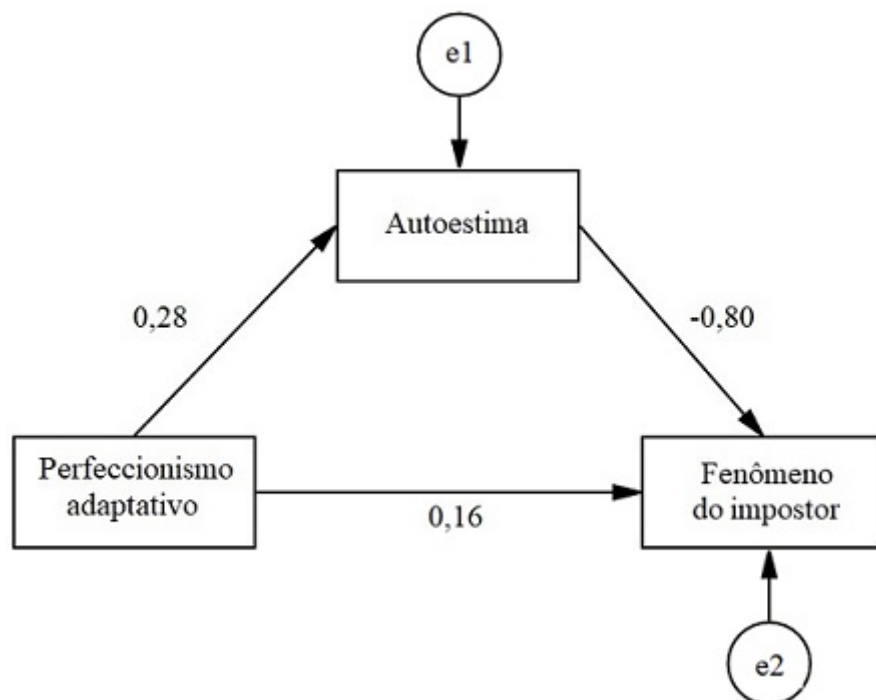 e1
Autoestima
0,28
-0,80
Perfeccionismo
adaptativo
0,16
Fenômeno
do impostor
e2